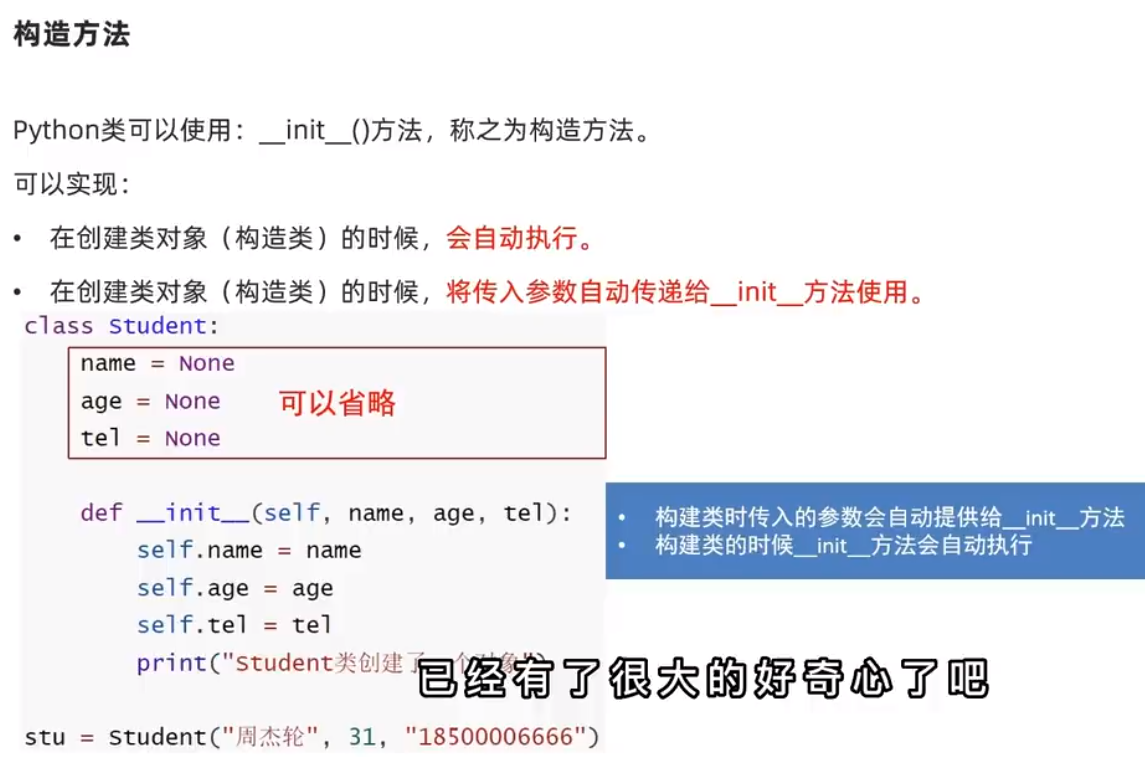 构造方法
Python类可以使用：__init__()方法，称之为构造方法。
可以实现：
• 在创建类对象（构造类）的时候，会自动执行。
• 在创建类对象（构造类）的时候，将传入参数自动传递给__init__方法使用。
class Student:
name = None
age = None
可以省略
tel = None
def __init__(self, name, age, tel):
• 构建类时传入的参数会自动提供给__init__方法
• 构建类的时候__init__方法会自动执行
self.name = name
self.age = age
self.tel = tel
print("Student类创建了一个对象")
已经有了很大的好奇心了吧
stu = Student("周杰轮", 31, "18500006666")